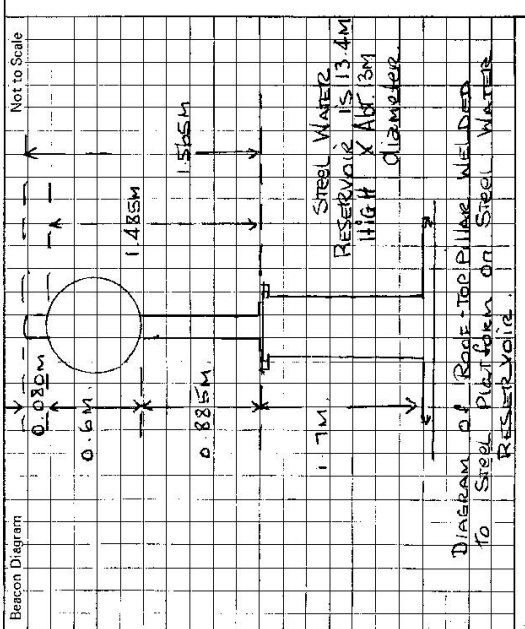 Beacon Diagram
Not to Scale
0.080M
0.6M
0.885M
1.7M
1.485M
1.565M
STEEL WATER
RESERVOIR IS 13.4M
HIGH X Abt. 13M
diameter.
DIAGRAM OF ROOF-TOP PILLAR WELDED
TO STEEL PLATFORM ON STEEL WATER
RESERVOIR.